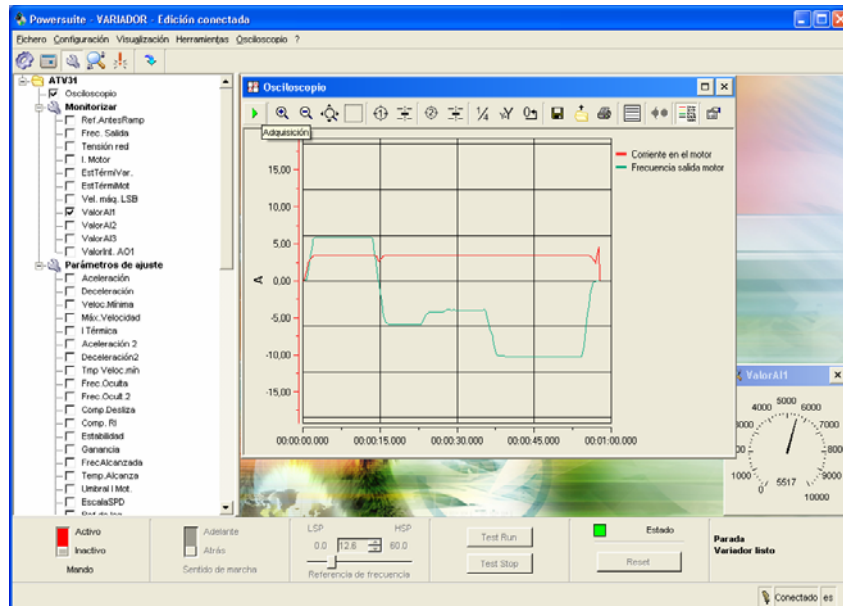 Powersuite - VARIADOR - Edición conectada
Fichero Configuración Visualización Herramientas Osciloscopio ?
ATV31
Osciloscopio
Monitorizar
Ref.AntesRamp
Frec. Salida
Tensión red
I. Motor
EstTérmiVar.
EstTérmiMot
Vel. máq. LSB
ValorAI1
ValorAI2
ValorAI3
ValorInt. AO1
Parámetros de ajuste
Aceleración
Deceleración
Veloc.Mínima
Máx.Velocidad
I Térmica
Aceleración 2
Deceleración2
Tmp Veloc.min
Frec.Oculta
Frec.Ocult.2
Comp.Desliza
Comp. RI
Estabilidad
Ganancia
FrecAlcanzada
Temp.Alcanza
Umbral I Mot.
EscalaSPD
Osciloscopio
Adquisición
15,00
10,00
5,00
0,00
-5,00
-10,00
-15,00
A
00:00:00.000 00:00:15.000 00:00:30.000 00:00:45.000 00:01:00.000
Corriente en el motor
Frecuencia salida motor
ValorAI1
5000
4000 6000
7000
8000
1000 9000
0 5517
10000
Activo
Inactivo
Mando
Adelante
Atrás
Sentido de marcha
LSP HSP
0.0 12.6 60.0
Referencia de frecuencia
Test Run
Test Stop
Estado
Reset
Parada
Variador listo
Conectado es